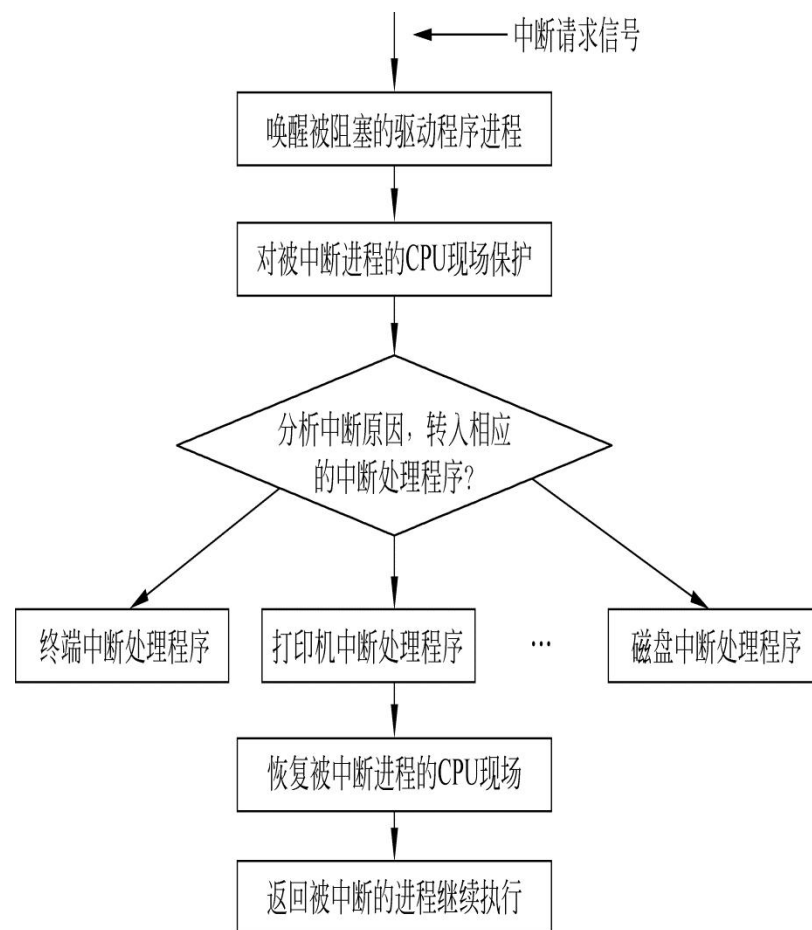 中断请求信号
唤醒被阻塞的驱动程序进程
对被中断进程的CPU现场保护
分析中断原因，转入相应
的中断处理程序?
终端中断处理程序
打印机中断处理程序
…
磁盘中断处理程序
恢复被中断进程的CPU现场
返回被中断的进程继续执行